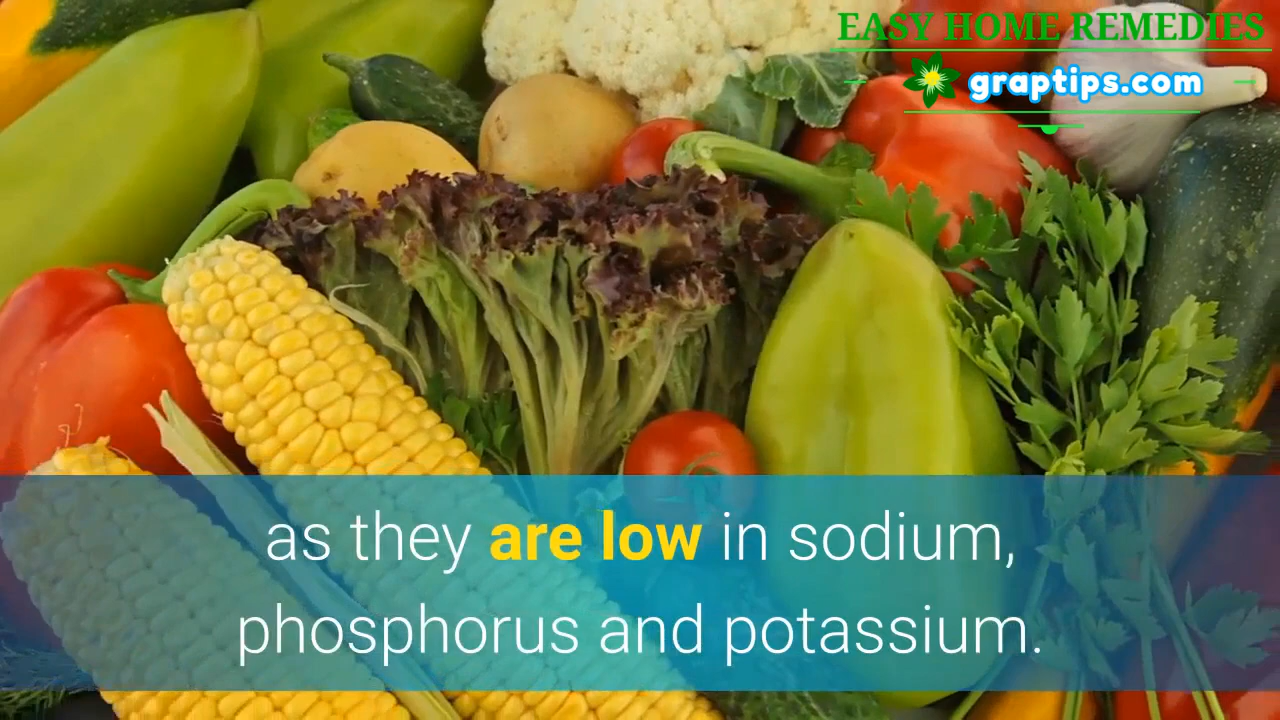 EASY HOME REMEDIES
graptips.com
as they are low in sodium,
phosphorus and potassium.